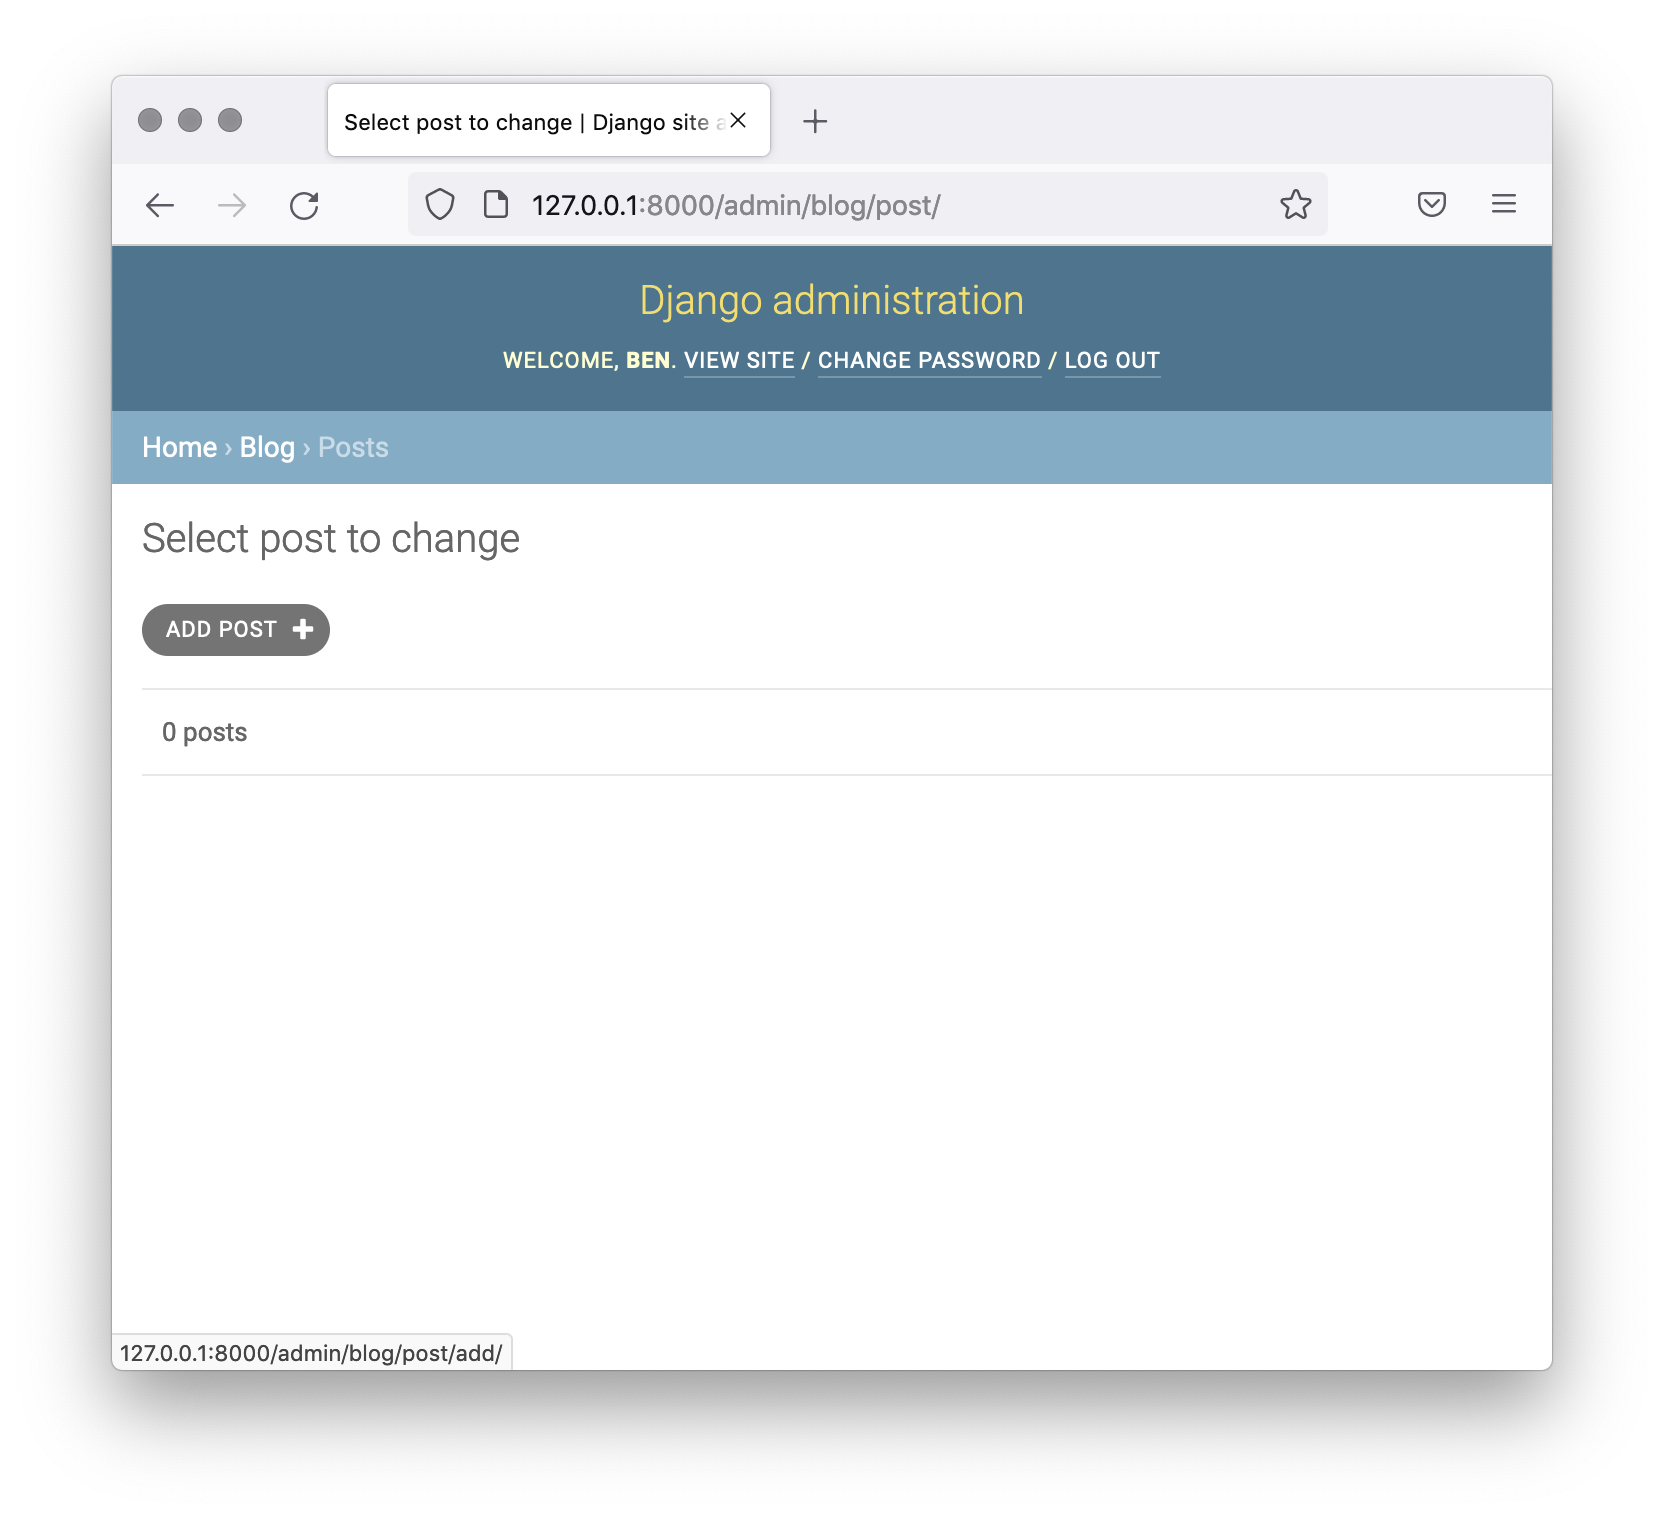 Select post to change | Django site a
127.0.0.1:8000/admin/blog/post/
Django administration
WELCOME, BEN. VIEW SITE / CHANGE PASSWORD / LOG OUT
Home › Blog › Posts
Select post to change
ADD POST
0 posts
127.0.0.1:8000/admin/blog/post/add/